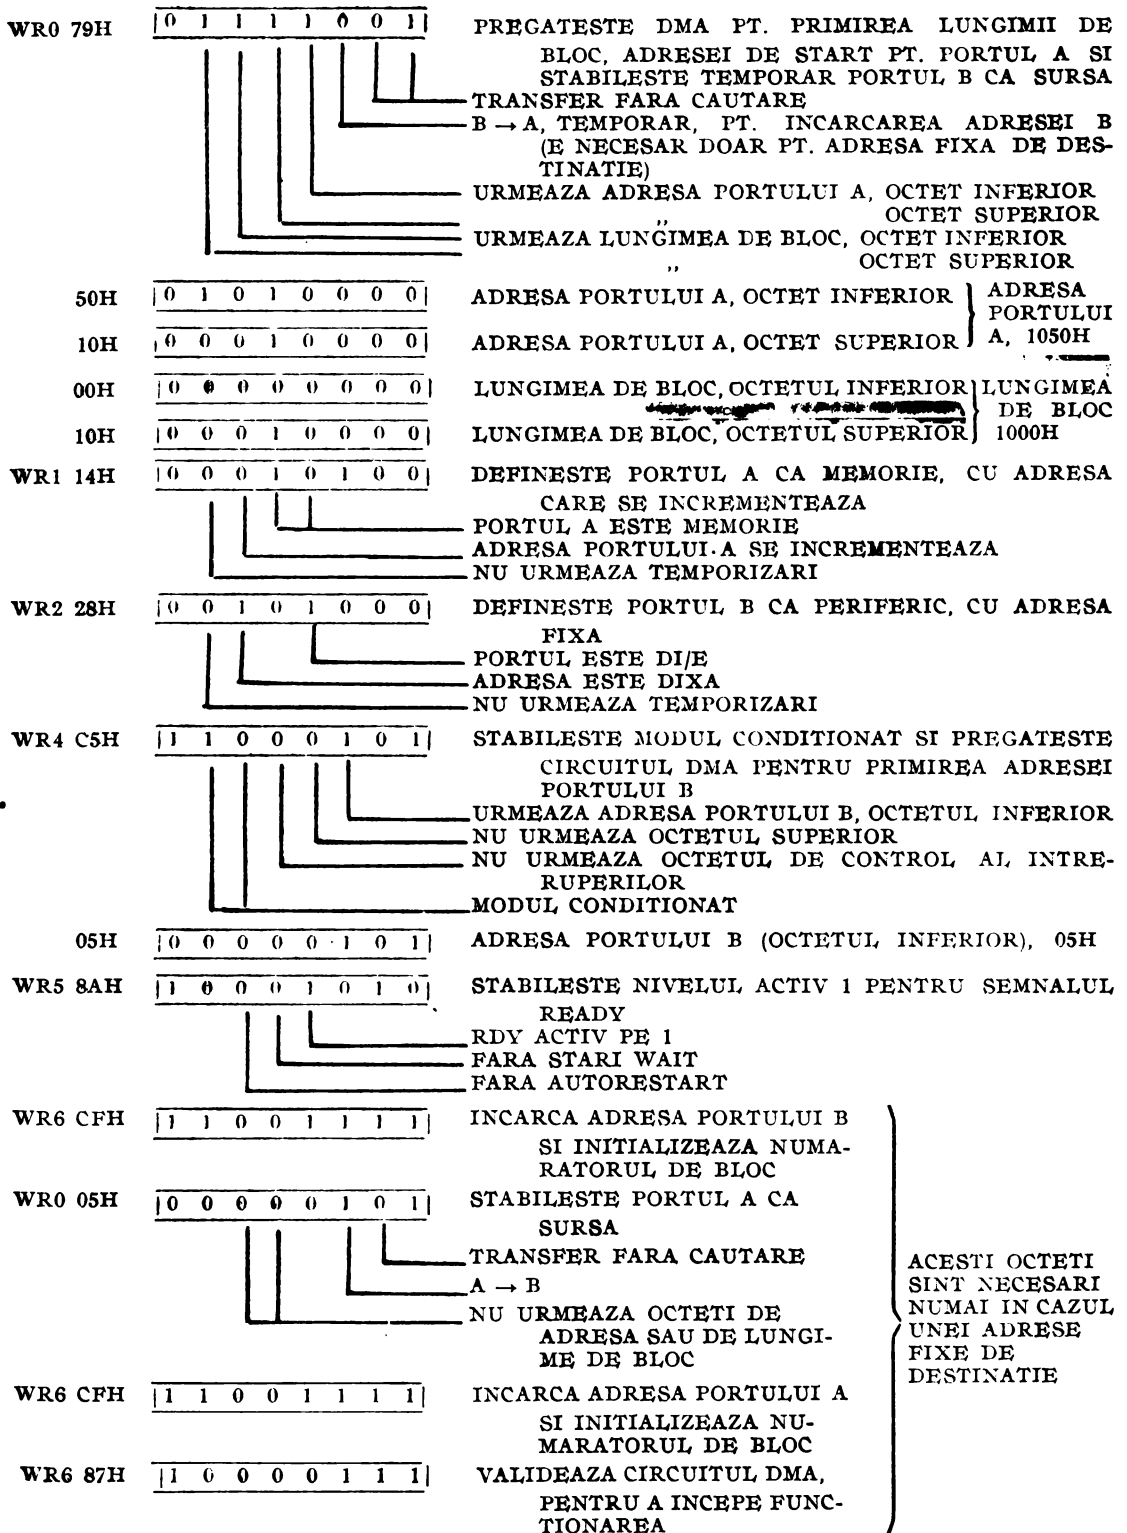 WR0 79H |0 1 1 1 1 0 0 1| PREGATESTE DMA PT. PRIMIREA LUNGIMII DE
BLOC, ADRESEI DE START PT. PORTUL A SI
STABILESTE TEMPORAR PORTUL B CA SURSA
TRANSFER FARA CAUTARE
B → A, TEMPORAR, PT. INCARCAREA ADRESEI B
(E NECESAR DOAR PT. ADRESA FIXA DE DES-
TINATIE)
URMEAZA ADRESA PORTULUI A, OCTET INFERIOR
,, OCTET SUPERIOR
URMEAZA LUNGIMEA DE BLOC, OCTET INFERIOR
,, OCTET SUPERIOR
50H |0 1 0 1 0 0 0 0| ADRESA PORTULUI A, OCTET INFERIOR
10H |0 0 0 1 0 0 0 0| ADRESA PORTULUI A, OCTET SUPERIOR
ADRESA
PORTULUI
A, 1050H
00H |0 0 0 0 0 0 0 0| LUNGIMEA DE BLOC, OCTETUL INFERIOR
10H |0 0 0 1 0 0 0 0| LUNGIMEA DE BLOC, OCTETUL SUPERIOR
LUNGIMEA
DE BLOC
1000H
WR1 14H |0 0 0 1 0 1 0 0| DEFINESTE PORTUL A CA MEMORIE, CU ADRESA
CARE SE INCREMENTEAZA
PORTUL A ESTE MEMORIE
ADRESA PORTULUI A SE INCREMENTEAZA
NU URMEAZA TEMPORIZARI
WR2 28H |0 0 1 0 1 0 0 0| DEFINESTE PORTUL B CA PERIFERIC, CU ADRESA
FIXA
PORTUL ESTE DI/E
ADRESA ESTE DIXA
NU URMEAZA TEMPORIZARI
WR4 C5H |1 1 0 0 0 1 0 1| STABILESTE MODUL CONDITIONAT SI PREGATESTE
CIRCUITUL DMA PENTRU PRIMIREA ADRESEI
PORTULUI B
URMEAZA ADRESA PORTULUI B, OCTETUL INFERIOR
NU URMEAZA OCTETUL SUPERIOR
NU URMEAZA OCTETUL DE CONTROL AL INTRE-
RUPERILOR
MODUL CONDITIONAT
05H |0 0 0 0 0 1 0 1| ADRESA PORTULUI B (OCTETUL INFERIOR), 05H
WR5 8AH |1 0 0 0 1 0 1 0| STABILESTE NIVELUL ACTIV 1 PENTRU SEMNALUL
READY
RDY ACTIV PE 1
FARA STARI WAIT
FARA AUTORESTART
WR6 CFH |1 1 0 0 1 1 1 1| INCARCA ADRESA PORTULUI B
SI INITIALIZEAZA NUMA-
RATORUL DE BLOC
WR0 05H |0 0 0 0 0 1 0 1| STABILESTE PORTUL A CA
SURSA
TRANSFER FARA CAUTARE
A → B
NU URMEAZA OCTETI DE
ADRESA SAU DE LUNGI-
ME DE BLOC
WR6 CFH |1 1 0 0 1 1 1 1| INCARCA ADRESA PORTULUI A
SI INITIALIZEAZA NU-
MARATORUL DE BLOC
WR6 87H |1 0 0 0 0 1 1 1| VALIDEAZA CIRCUITUL DMA,
PENTRU A INCEPE FUNC-
TIONAREA
ACESTI OCTETI
SINT NECESARI
NUMAI IN CAZUL
UNEI ADRESE
FIXE DE
DESTINATIE